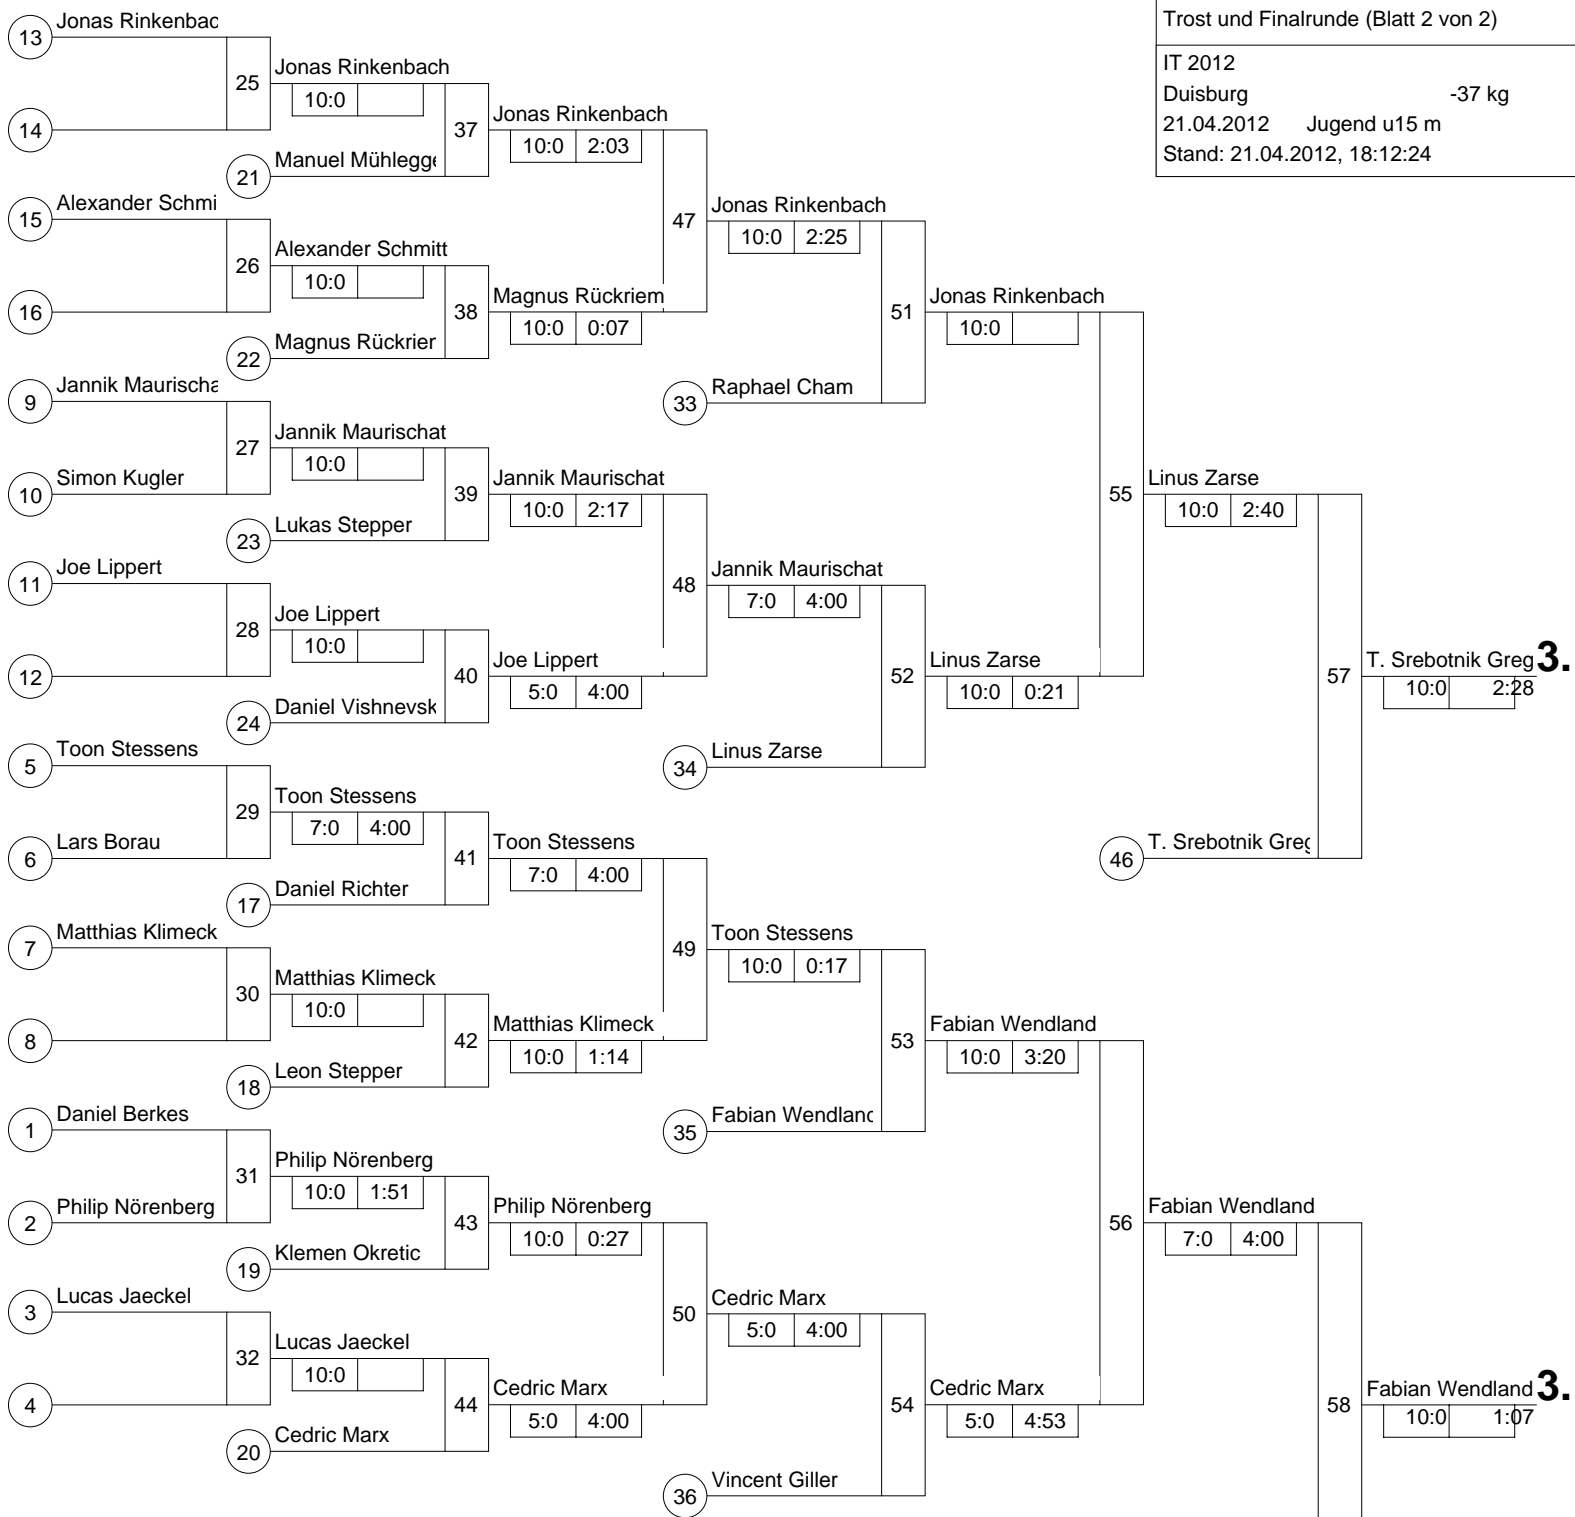 Trost und Finalrunde (Blatt 2 von 2)
IT 2012
Duisburg -37 kg
21.04.2012 Jugend u15 m
Stand: 21.04.2012, 18:12:24
13 Jonas Rinkenbac
14
25
Jonas Rinkenbach
10:0
21 Manuel Mühlegge
37
Jonas Rinkenbach
10:0 2:03
15 Alexander Schmi
16
26
Alexander Schmitt
10:0
22 Magnus Rückrier
38
Magnus Rückriem
10:0 0:07
47
Jonas Rinkenbach
10:0 2:25
33 Raphael Cham
51
Jonas Rinkenbach
10:0
9 Jannik Maurischa
10 Simon Kugler
27
Jannik Maurischat
10:0
23 Lukas Stepper
39
Jannik Maurischat
10:0 2:17
11 Joe Lippert
12
28
Joe Lippert
10:0
24 Daniel Vishnevsk
40
Joe Lippert
5:0 4:00
48
Jannik Maurischat
7:0 4:00
34 Linus Zarse
52
Linus Zarse
10:0 0:21
55
Linus Zarse
10:0 2:40
46 T. Srebotnik Greg
57
T. Srebotnik Greg 3.
10:0 2:28
5 Toon Stessens
6 Lars Borau
29
Toon Stessens
7:0 4:00
17 Daniel Richter
41
Toon Stessens
7:0 4:00
7 Matthias Klimeck
8
30
Matthias Klimeck
10:0
18 Leon Stepper
42
Matthias Klimeck
10:0 1:14
49
Toon Stessens
10:0 0:17
35 Fabian Wendland
53
Fabian Wendland
10:0 3:20
1 Daniel Berkes
2 Philip Nörenberg
31
Philip Nörenberg
10:0 1:51
19 Klemen Okretic
43
Philip Nörenberg
10:0 0:27
3 Lucas Jaeckel
4
32
Lucas Jaeckel
10:0
20 Cedric Marx
44
Cedric Marx
5:0 4:00
50
Cedric Marx
5:0 4:00
36 Vincent Giller
54
Cedric Marx
5:0 4:53
56
Fabian Wendland
7:0 4:00
58
Fabian Wendland 3.
10:0 1:07